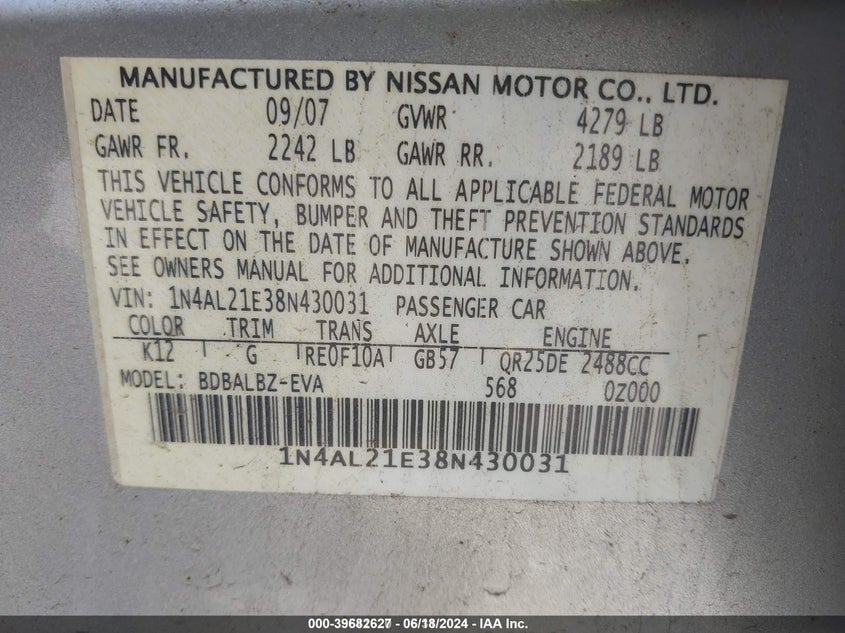 MANUFACTURED BY NISSAN MOTOR CO., LTD.
DATE 09/07 GVWR 4279 LB
GAWR FR. 2242 LB GAWR RR. 2189 LB
THIS VEHICLE CONFORMS TO ALL APPLICABLE FEDERAL MOTOR
VEHICLE SAFETY, BUMPER AND THEFT PREVENTION STANDARDS
IN EFFECT ON THE DATE OF MANUFACTURE SHOWN ABOVE.
SEE OWNERS MANUAL FOR ADDITIONAL INFORMATION.
VIN: 1N4AL21E38N430031 PASSENGER CAR
COLOR TRIM TRANS AXLE ENGINE
K12 G RE0F10A GB57 QR25DE 2488CC
MODEL: BDBALBZ-EVA 568 0Z000
1N4AL21E38N430031
000-39682627 - 06/18/2024 - IAA Inc.